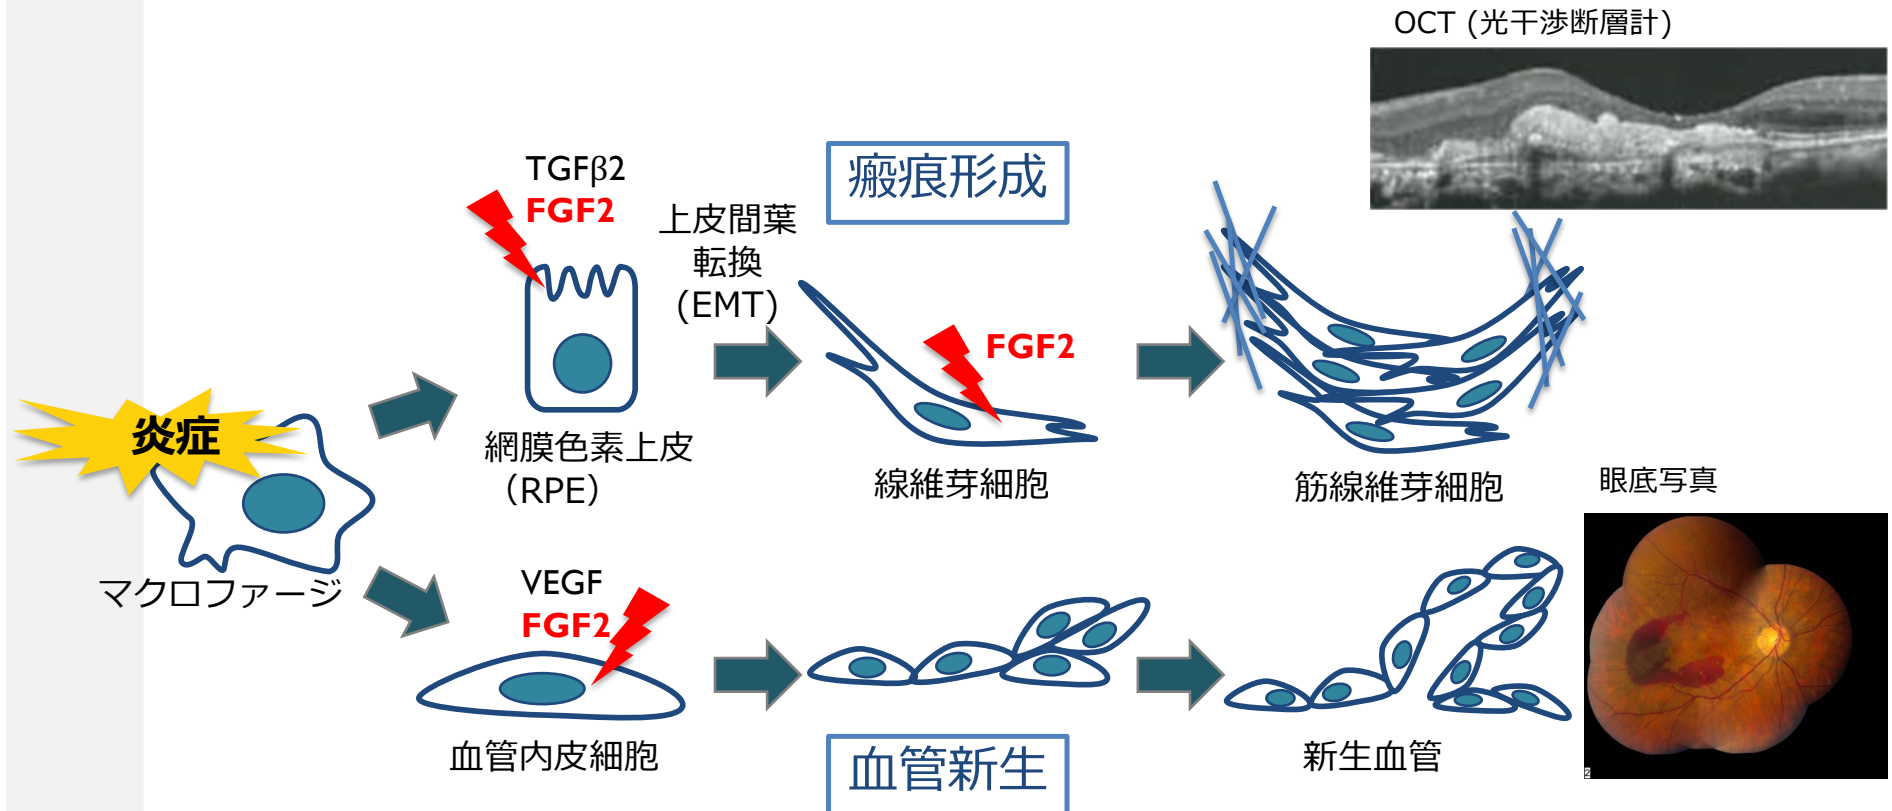 OCT (光干渉断層計)
瘢痕形成
TGFβ2
FGF2
上皮間葉
転換
(EMT)
FGF2
炎症
網膜色素上皮
（RPE）
線維芽細胞
筋線維芽細胞
眼底写真
マクロファージ
VEGF
FGF2
血管内皮細胞
血管新生
新生血管
2